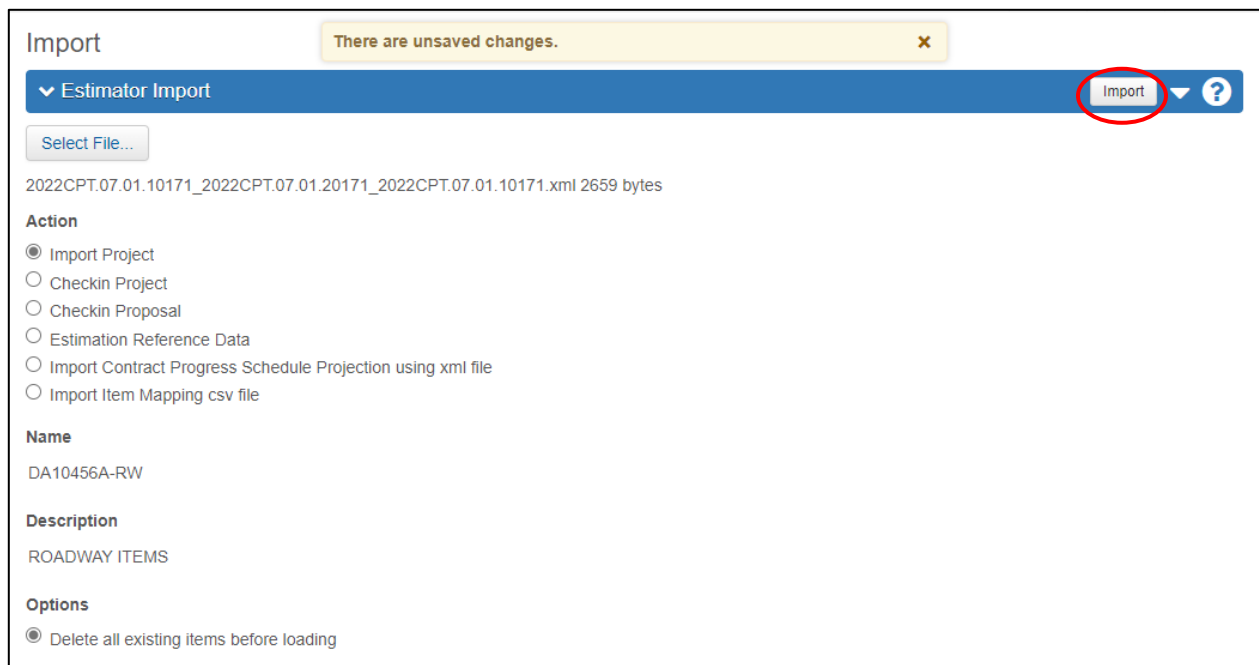 Import
There are unsaved changes.
Estimator Import
Import
Select File...
2022CPT.07.01.10171_2022CPT.07.01.20171_2022CPT.07.01.10171.xml 2659 bytes
Action
Import Project
Checkin Project
Checkin Proposal
Estimation Reference Data
Import Contract Progress Schedule Projection using xml file
Import Item Mapping csv file
Name
DA10456A-RW
Description
ROADWAY ITEMS
Options
Delete all existing items before loading